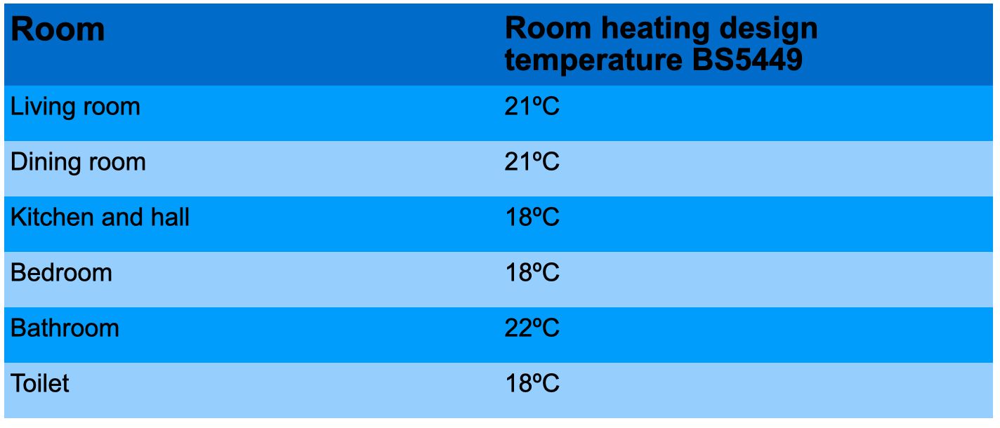 Room
Room heating design
temperature BS5449
Living room
21ºC
Dining room
21ºC
Kitchen and hall
18ºC
Bedroom
18ºC
Bathroom
22ºC
Toilet
18ºC